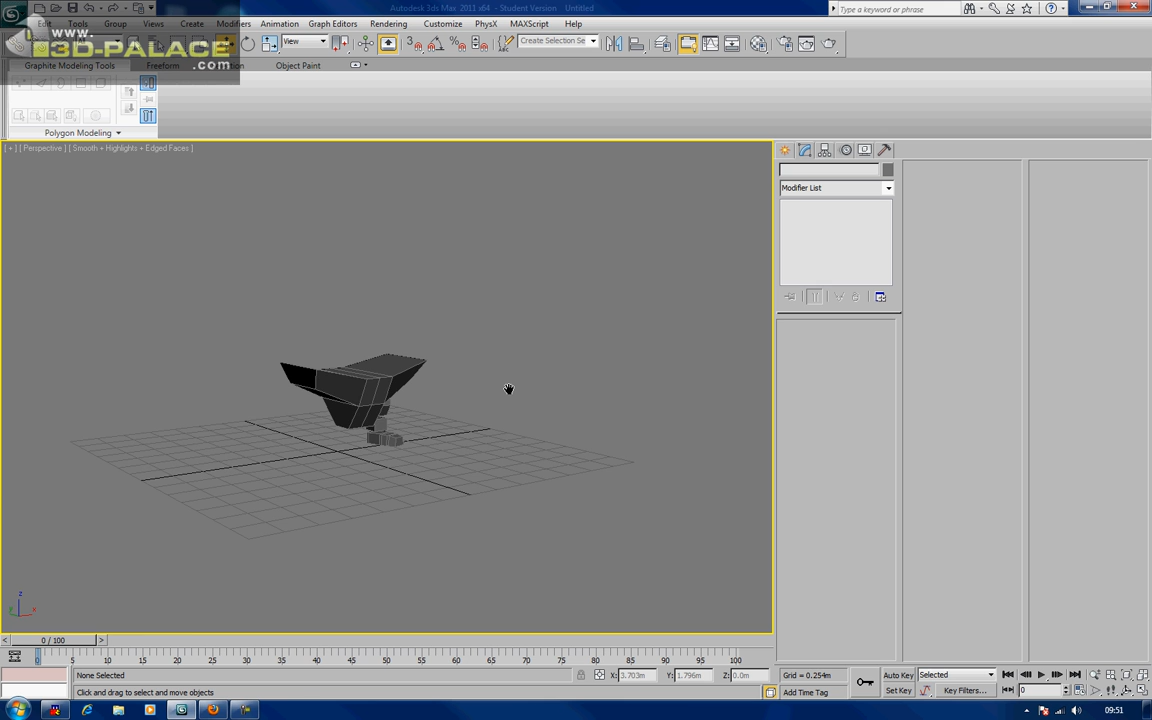 Autodesk 3ds Max 2011 x64 - Student Version Untitled
Type a keyword or phrase
Edit Tools Group Views Create Modifiers Animation Graph Editors Rendering Customize PhysX MAXScript Help
www.
3D-PALACE
.com
View
Create Selection Se
Graphite Modeling Tools Freeform Object Paint
Polygon Modeling
[ + ] [ Perspective ] [ Smooth + Highlights + Edged Faces ]
Modifier List
z
x
0 / 100
0 5 10 15 20 25 30 35 40 45 50 55 60 65 70 75 80 85 90 95 100
None Selected X: 3.703m Y: 1.796m Z: 0.0m Grid = 0.254m Auto Key Selected
Click and drag to select and move objects Add Time Tag Set Key Key Filters... 0
09:51